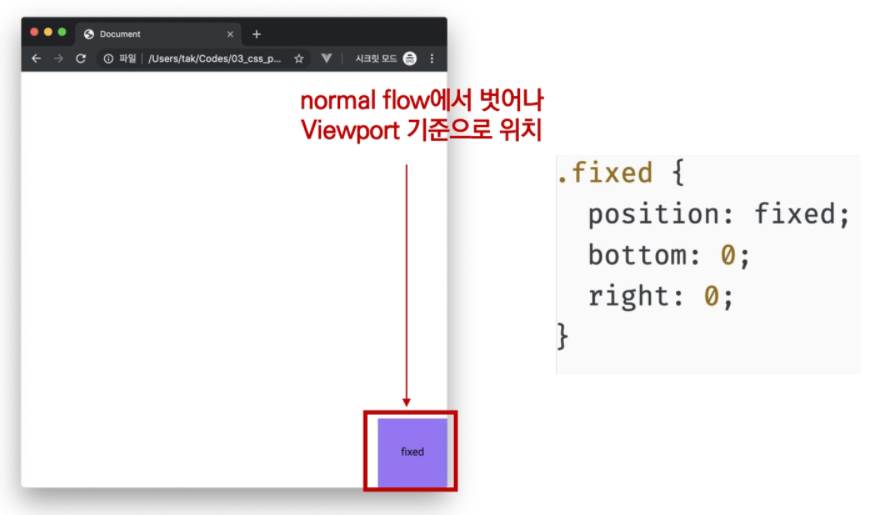 Document
파일 /Users/tak/Codes/03_css_p... 시크릿 모드
normal flow에서 벗어나
Viewport 기준으로 위치
.fixed {
position: fixed;
bottom: 0;
right: 0;
}
fixed